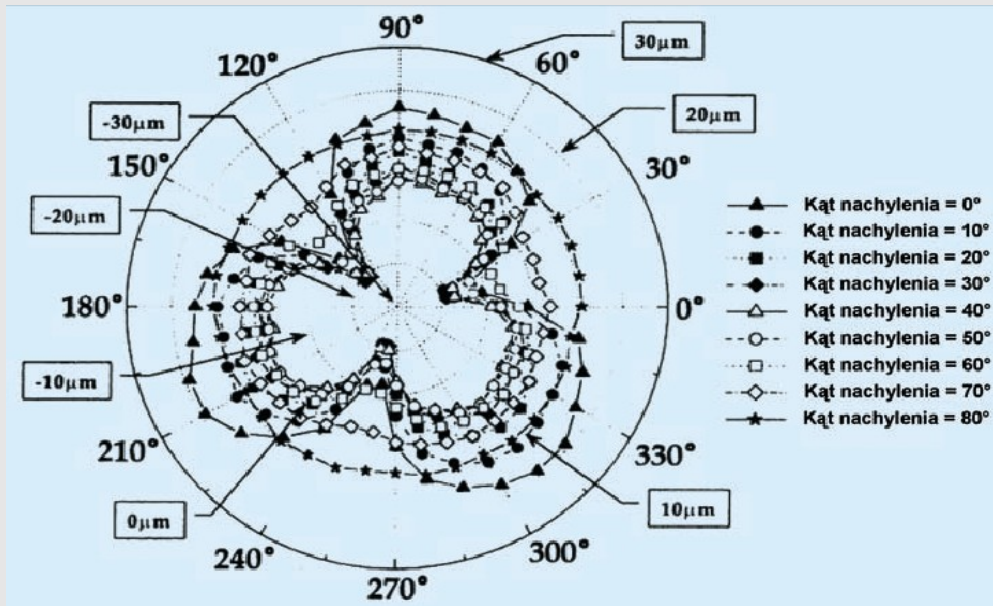 90°
120°
60°
30µm
-30µm
20µm
150°
30°
-20µm
180°
0°
-10µm
210°
330°
0µm
10µm
240°
300°
270°
Kąt nachylenia = 0°
Kąt nachylenia = 10°
Kąt nachylenia = 20°
Kąt nachylenia = 30°
Kąt nachylenia = 40°
Kąt nachylenia = 50°
Kąt nachylenia = 60°
Kąt nachylenia = 70°
Kąt nachylenia = 80°